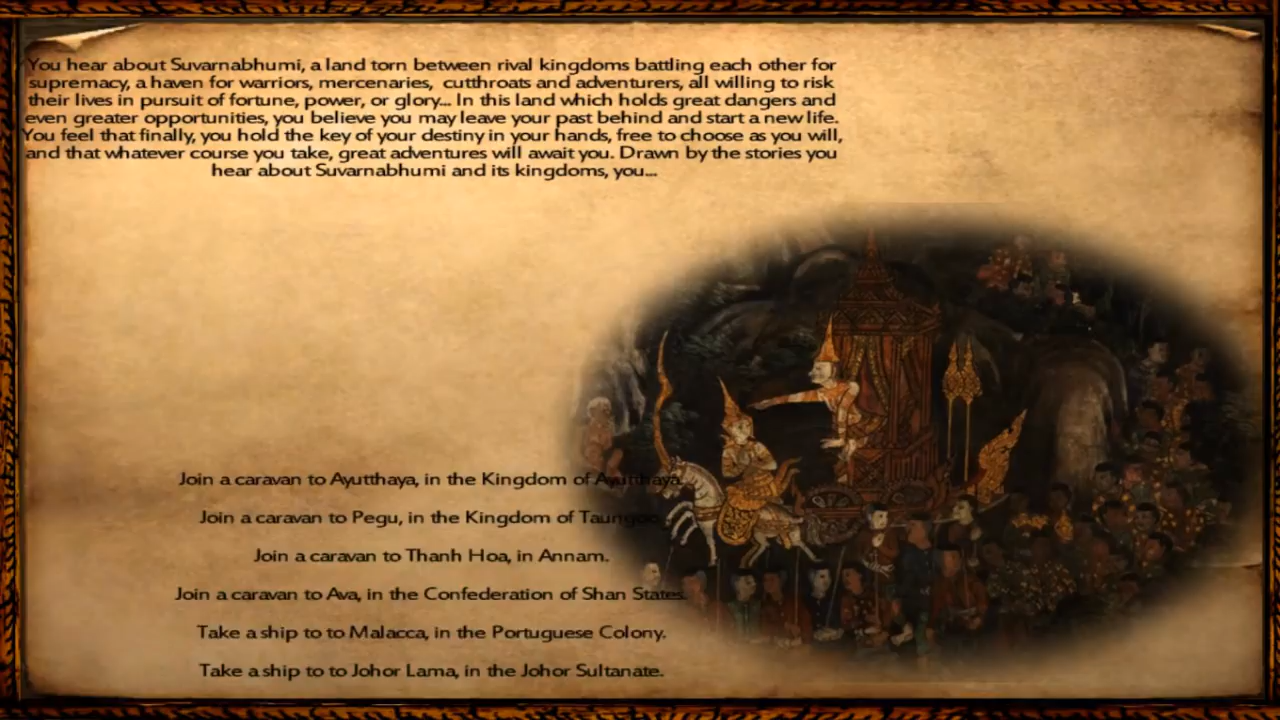 You hear about Suvarnabhumi, a land torn between rival kingdoms battling each other for
supremacy, a haven for warriors, mercenaries, cutthroats and adventurers, all willing to risk
their lives in pursuit of fortune, power, or glory... In this land which holds great dangers and
even greater opportunities, you believe you may leave your past behind and start a new life.
You feel that finally, you hold the key of your destiny in your hands, free to choose as you will,
and that whatever course you take, great adventures will await you. Drawn by the stories you
hear about Suvarnabhumi and its kingdoms, you...
Join a caravan to Ayutthaya, in the Kingdom of Ayutthaya.
Join a caravan to Pegu, in the Kingdom of Taungoo.
Join a caravan to Thanh Hoa, in Annam.
Join a caravan to Ava, in the Confederation of Shan States.
Take a ship to to Malacca, in the Portuguese Colony.
Take a ship to to Johor Lama, in the Johor Sultanate.